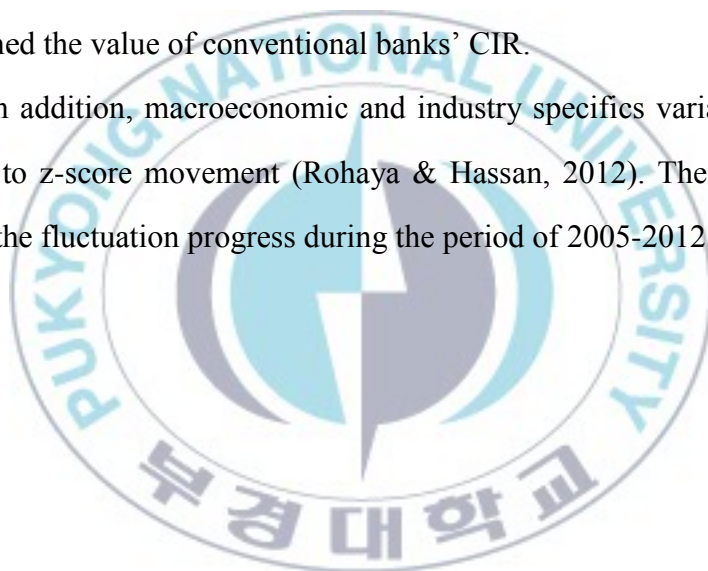 ned the value of conventional banks’ CIR.
n addition, macroeconomic and industry specifics varia
to z-score movement (Rohaya & Hassan, 2012). The
the fluctuation progress during the period of 2005-2012
PUKYONG NATIONAL UNIVERSITY
부경대학교